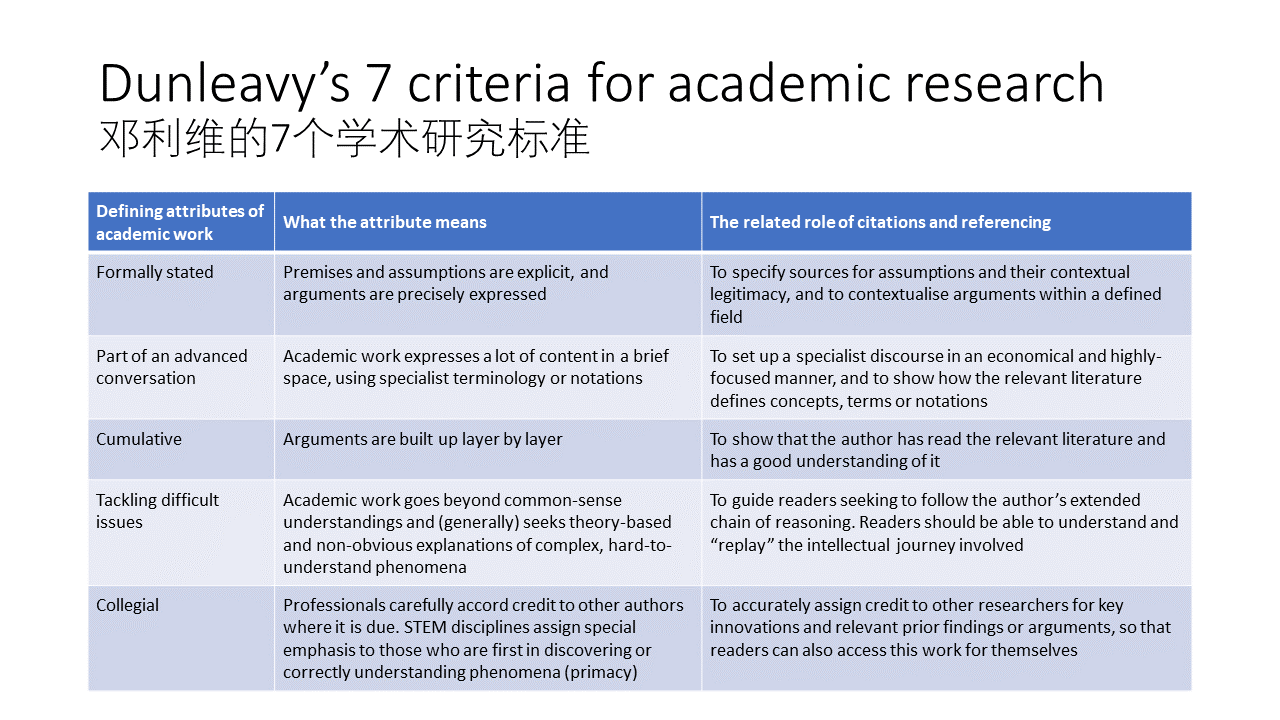 Dunleavy’s 7 criteria for academic research
邓利维的7个学术研究标准
Defining attributes of
academic work
What the attribute means
The related role of citations and referencing
Formally stated
Premises and assumptions are explicit, and
arguments are precisely expressed
To specify sources for assumptions and their contextual
legitimacy, and to contextualise arguments within a defined
field
Part of an advanced
conversation
Academic work expresses a lot of content in a brief
space, using specialist terminology or notations
To set up a specialist discourse in an economical and highly-
focused manner, and to show how the relevant literature
defines concepts, terms or notations
Cumulative
Arguments are built up layer by layer
To show that the author has read the relevant literature and
has a good understanding of it
Tackling difficult
issues
Academic work goes beyond common-sense
understandings and (generally) seeks theory-based
and non-obvious explanations of complex, hard-to-
understand phenomena
To guide readers seeking to follow the author’s extended
chain of reasoning. Readers should be able to understand and
“replay” the intellectual journey involved
Collegial
Professionals carefully accord credit to other authors
where it is due. STEM disciplines assign special
emphasis to those who are first in discovering or
correctly understanding phenomena (primacy)
To accurately assign credit to other researchers for key
innovations and relevant prior findings or arguments, so that
readers can also access this work for themselves